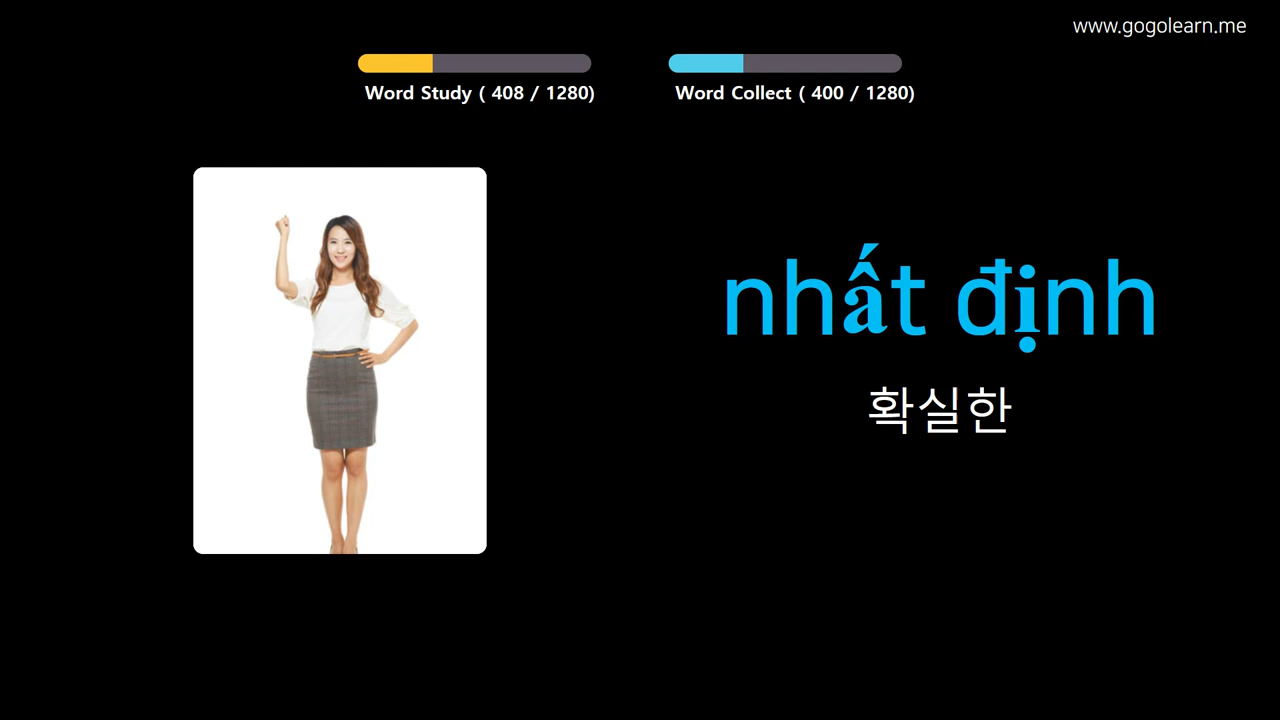 www.gogolearn.me
Word Study ( 408 / 1280)
Word Collect ( 400 / 1280)
nhất định
확실한